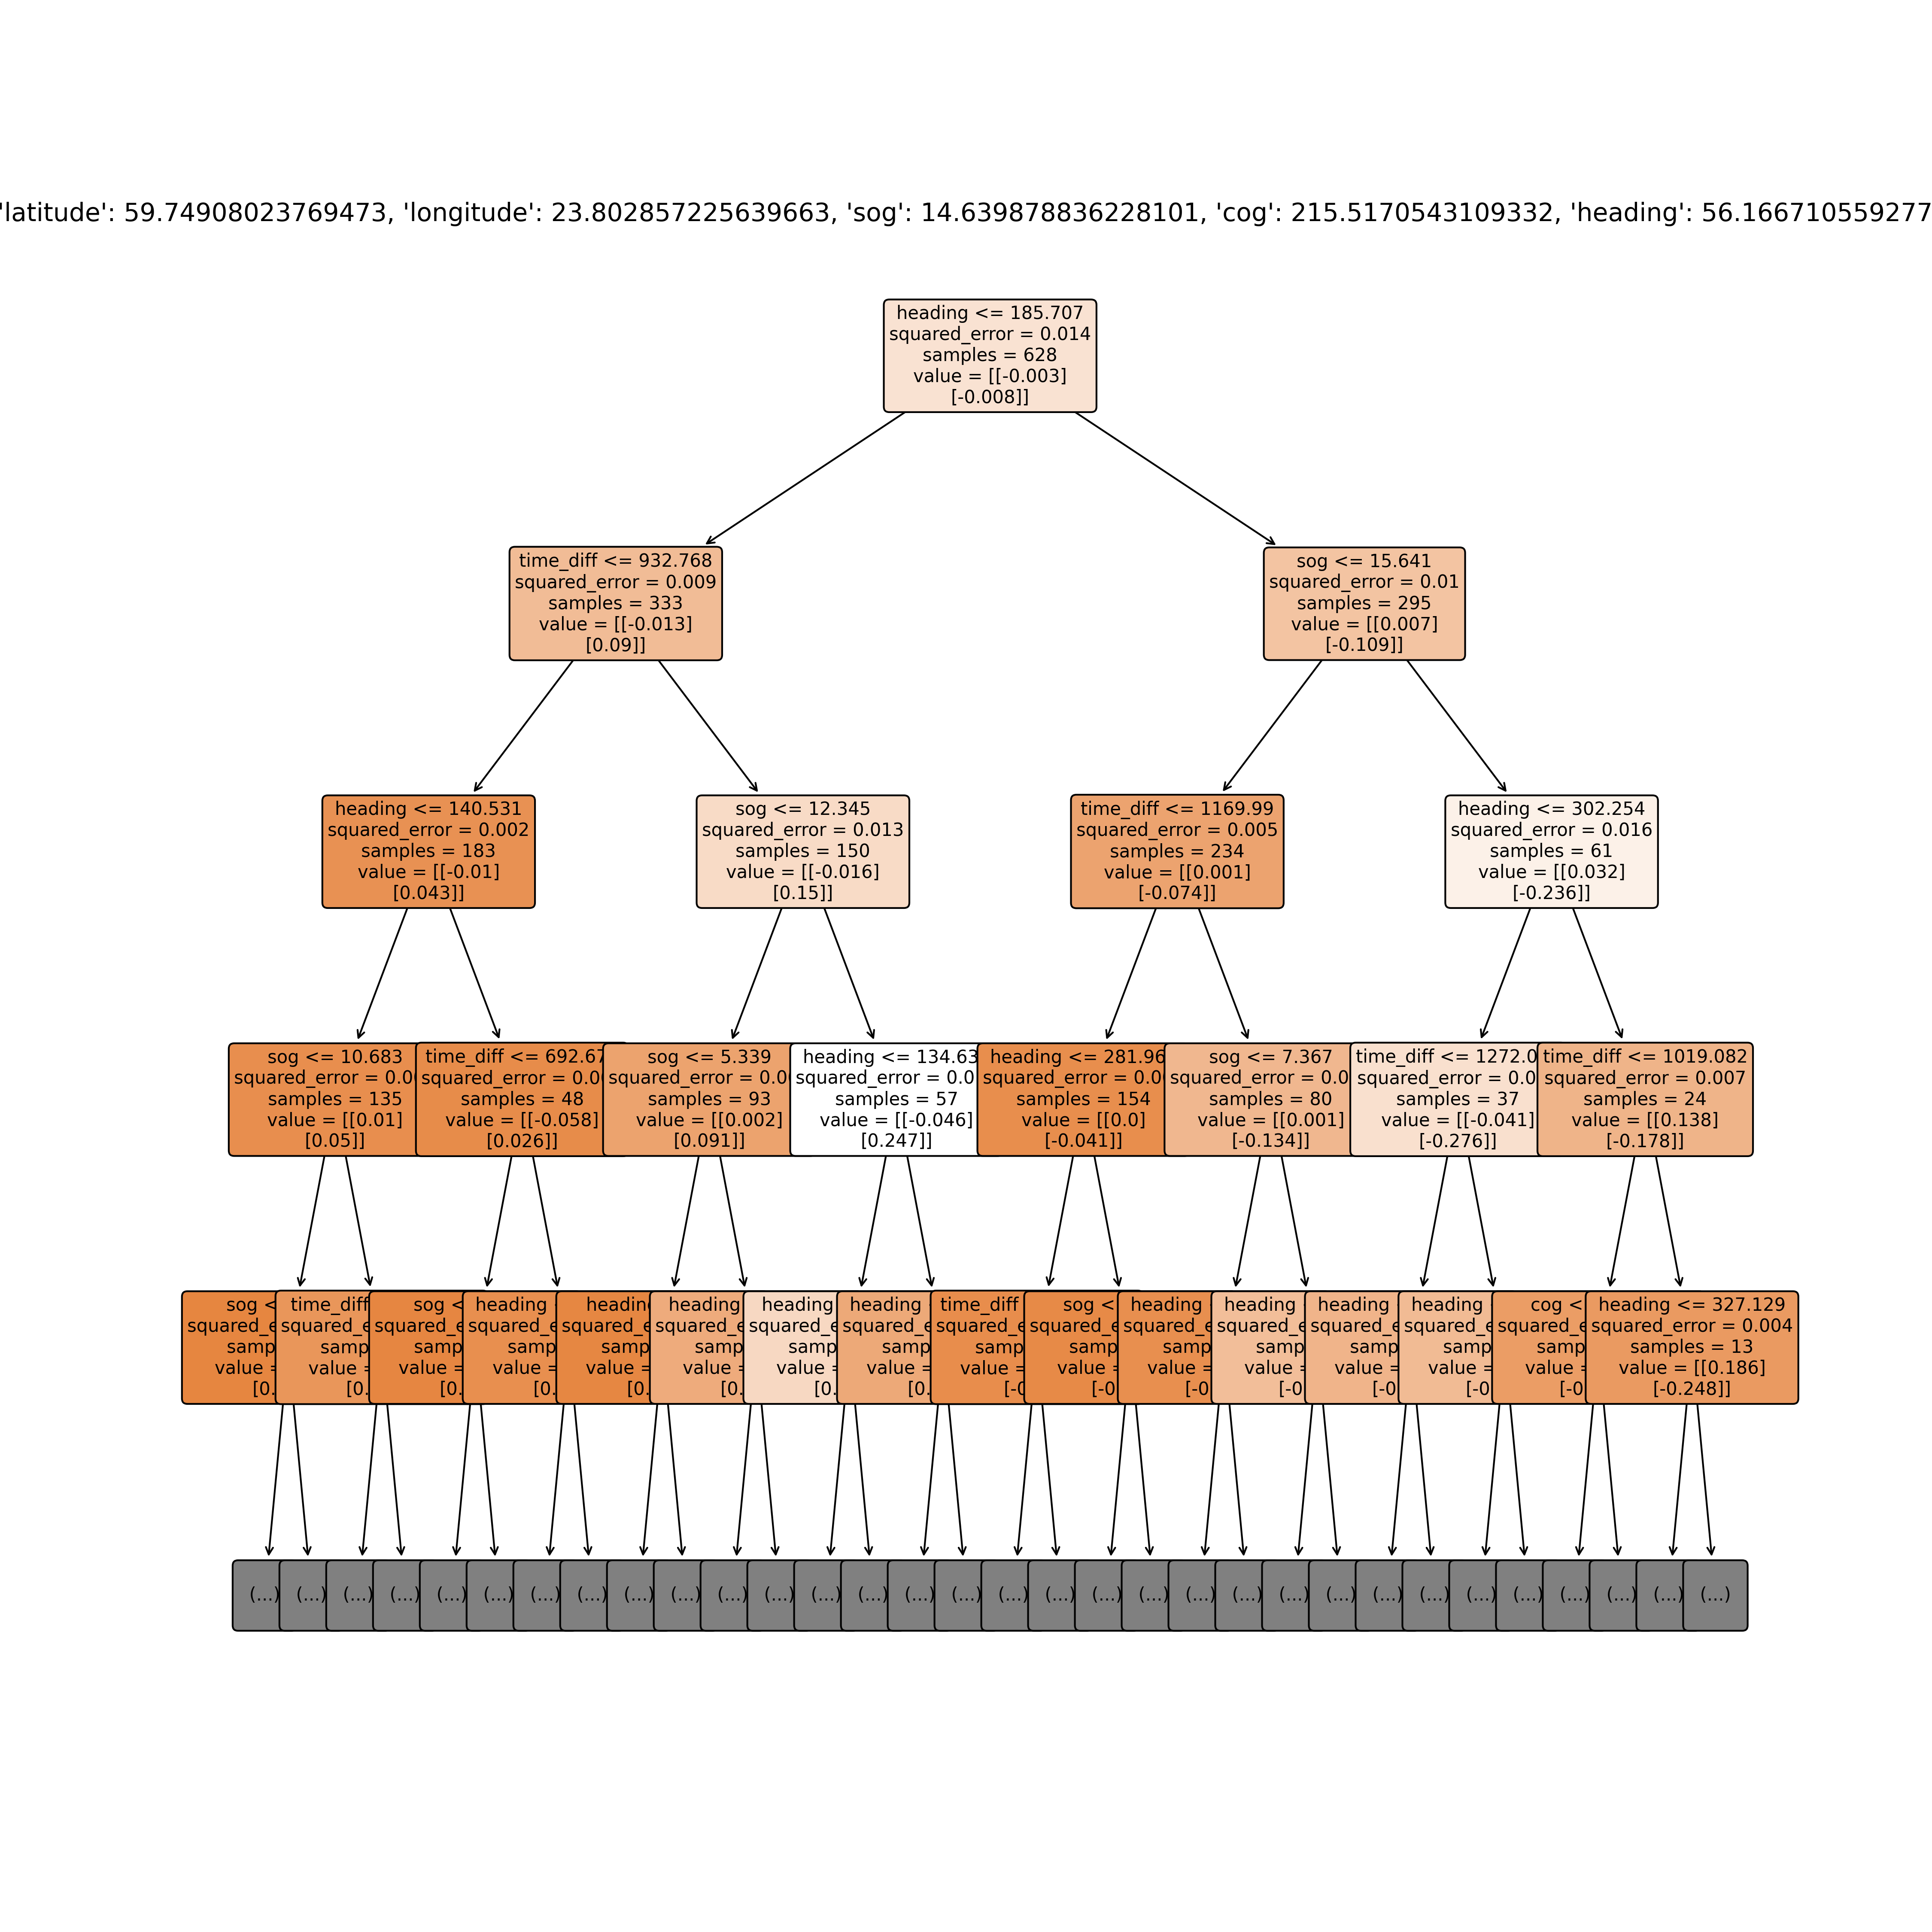 'latitude': 59.74908023769473, 'longitude': 23.802857225639663, 'sog': 14.639878836228101, 'cog': 215.5170543109332, 'heading': 56.166710559277
heading <= 185.707
squared_error = 0.014
samples = 628
value = [[-0.003]
[-0.008]]
time_diff <= 932.768
squared_error = 0.009
samples = 333
value = [[-0.013]
[0.09]]
sog <= 15.641
squared_error = 0.01
samples = 295
value = [[0.007]
[-0.109]]
heading <= 140.531
squared_error = 0.002
samples = 183
value = [[-0.01]
[0.043]]
sog <= 12.345
squared_error = 0.013
samples = 150
value = [[-0.016]
[0.15]]
time_diff <= 1169.99
squared_error = 0.005
samples = 234
value = [[0.001]
[-0.074]]
heading <= 302.254
squared_error = 0.016
samples = 61
value = [[0.032]
[-0.236]]
sog <= 10.683
squared_error = 0.0
samples = 135
value = [[0.01]
[0.05]]
time_diff <= 692.67
squared_error = 0.0
samples = 48
value = [[-0.058]
[0.026]]
sog <= 5.339
squared_error = 0.0
samples = 93
value = [[0.002]
[0.091]]
heading <= 134.63
squared_error = 0.0
samples = 57
value = [[-0.046]
[0.247]]
heading <= 281.96
squared_error = 0.0
samples = 154
value = [[0.0]
[-0.041]]
sog <= 7.367
squared_error = 0.0
samples = 80
value = [[0.001]
[-0.134]]
time_diff <= 1272.0
squared_error = 0.0
samples = 37
value = [[-0.041]
[-0.276]]
time_diff <= 1019.082
squared_error = 0.007
samples = 24
value = [[0.138]
[-0.178]]
sog <
squared_e
samp
value =
[0.
time_diff
squared_e
samp
value =
[0.
sog <
squared_e
samp
value =
[0.
heading
squared_e
samp
value =
[0.
heading
squared_e
samp
value =
[0.
heading
squared_e
samp
value =
[0.
heading
squared_e
samp
value =
[0.
heading
squared_e
samp
value =
[0.
time_diff
squared_e
samp
value =
[-0
sog <
squared_e
samp
value =
[-0
heading
squared_e
samp
value =
[-0
heading
squared_e
samp
value =
[-0
heading
squared_e
samp
value =
[-0
heading
squared_e
samp
value =
[-0
cog <
squared_e
samp
value =
[-0
heading <= 327.129
squared_error = 0.004
samples = 13
value = [[0.186]
[-0.248]]
(...) (...) (...) (...) (...) (...) (...) (...) (...) (...) (...) (...) (...) (...) (...) (...) (...) (...) (...) (...) (...) (...) (...) (...) (...) (...) (...) (...) (...) (...) (...) (...)